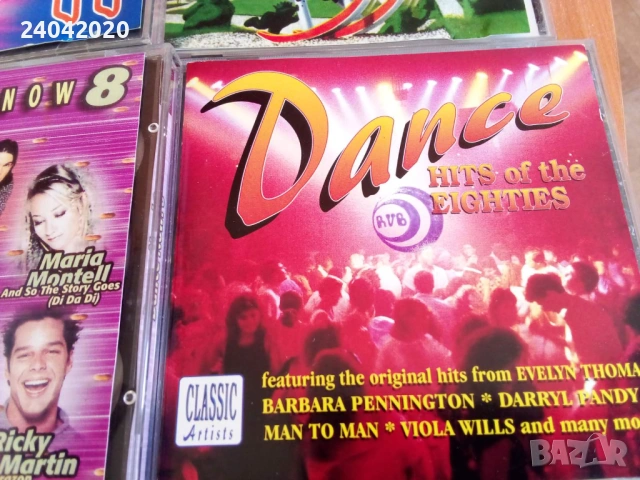 24042020
NOW 8
Maria
Montell
And So The Story Goes
(Di Da Di)
Ricky
Martin
Dance
HITS of the
EIGHTIES
RVB
CLASSIC
Artists
featuring the original hits from EVELYN THOMA
BARBARA PENNINGTON * DARRYL PANDY
MAN TO MAN * VIOLA WILLS and many mo
BAZAR